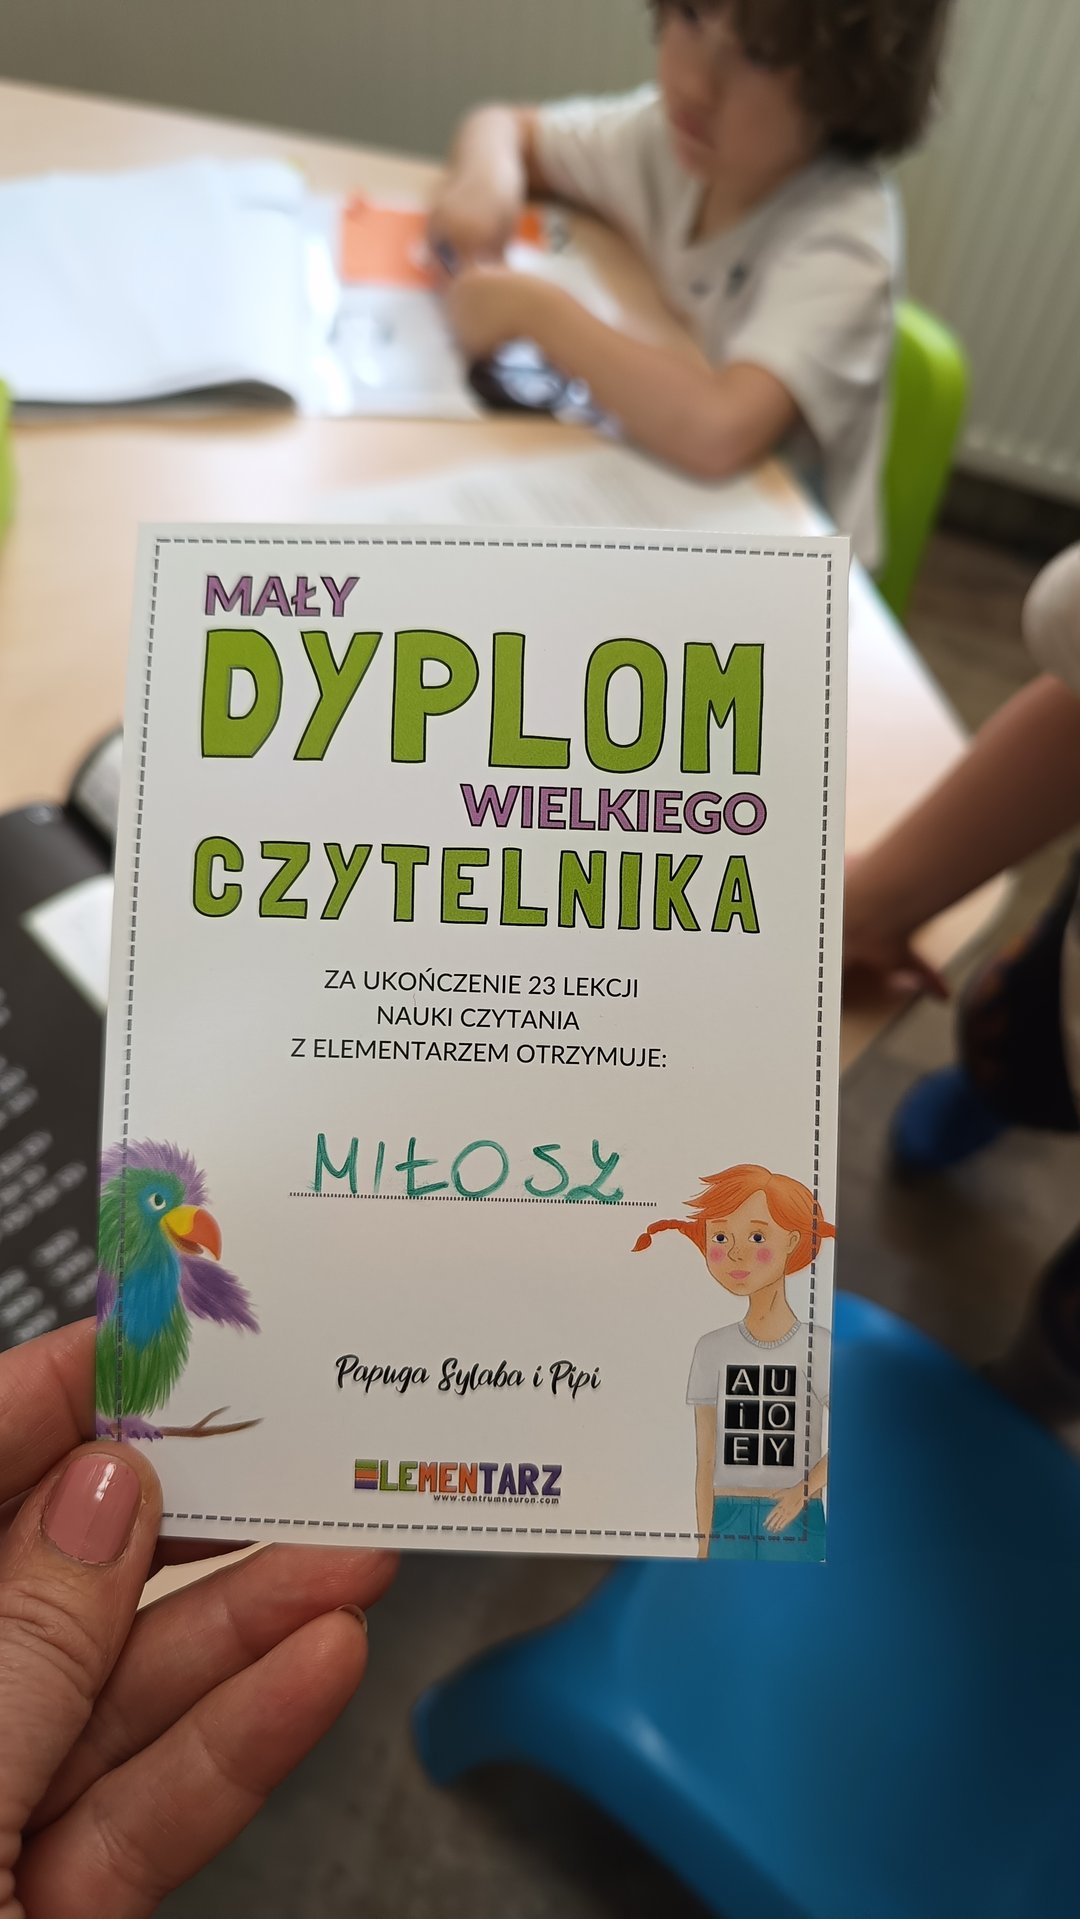 MAŁY
DYPLOM
WIELKIEGO
CZYTELNIKA
ZA UKOŃCZENIE 23 LEKCJI
NAUKI CZYTANIA
Z ELEMENTARZEM OTRZYMUJE:
MIŁOSZ
Papuga Sylaba i Pipi
A U
i O
E Y
ELEMENTARZ
www.centrumneuron.com